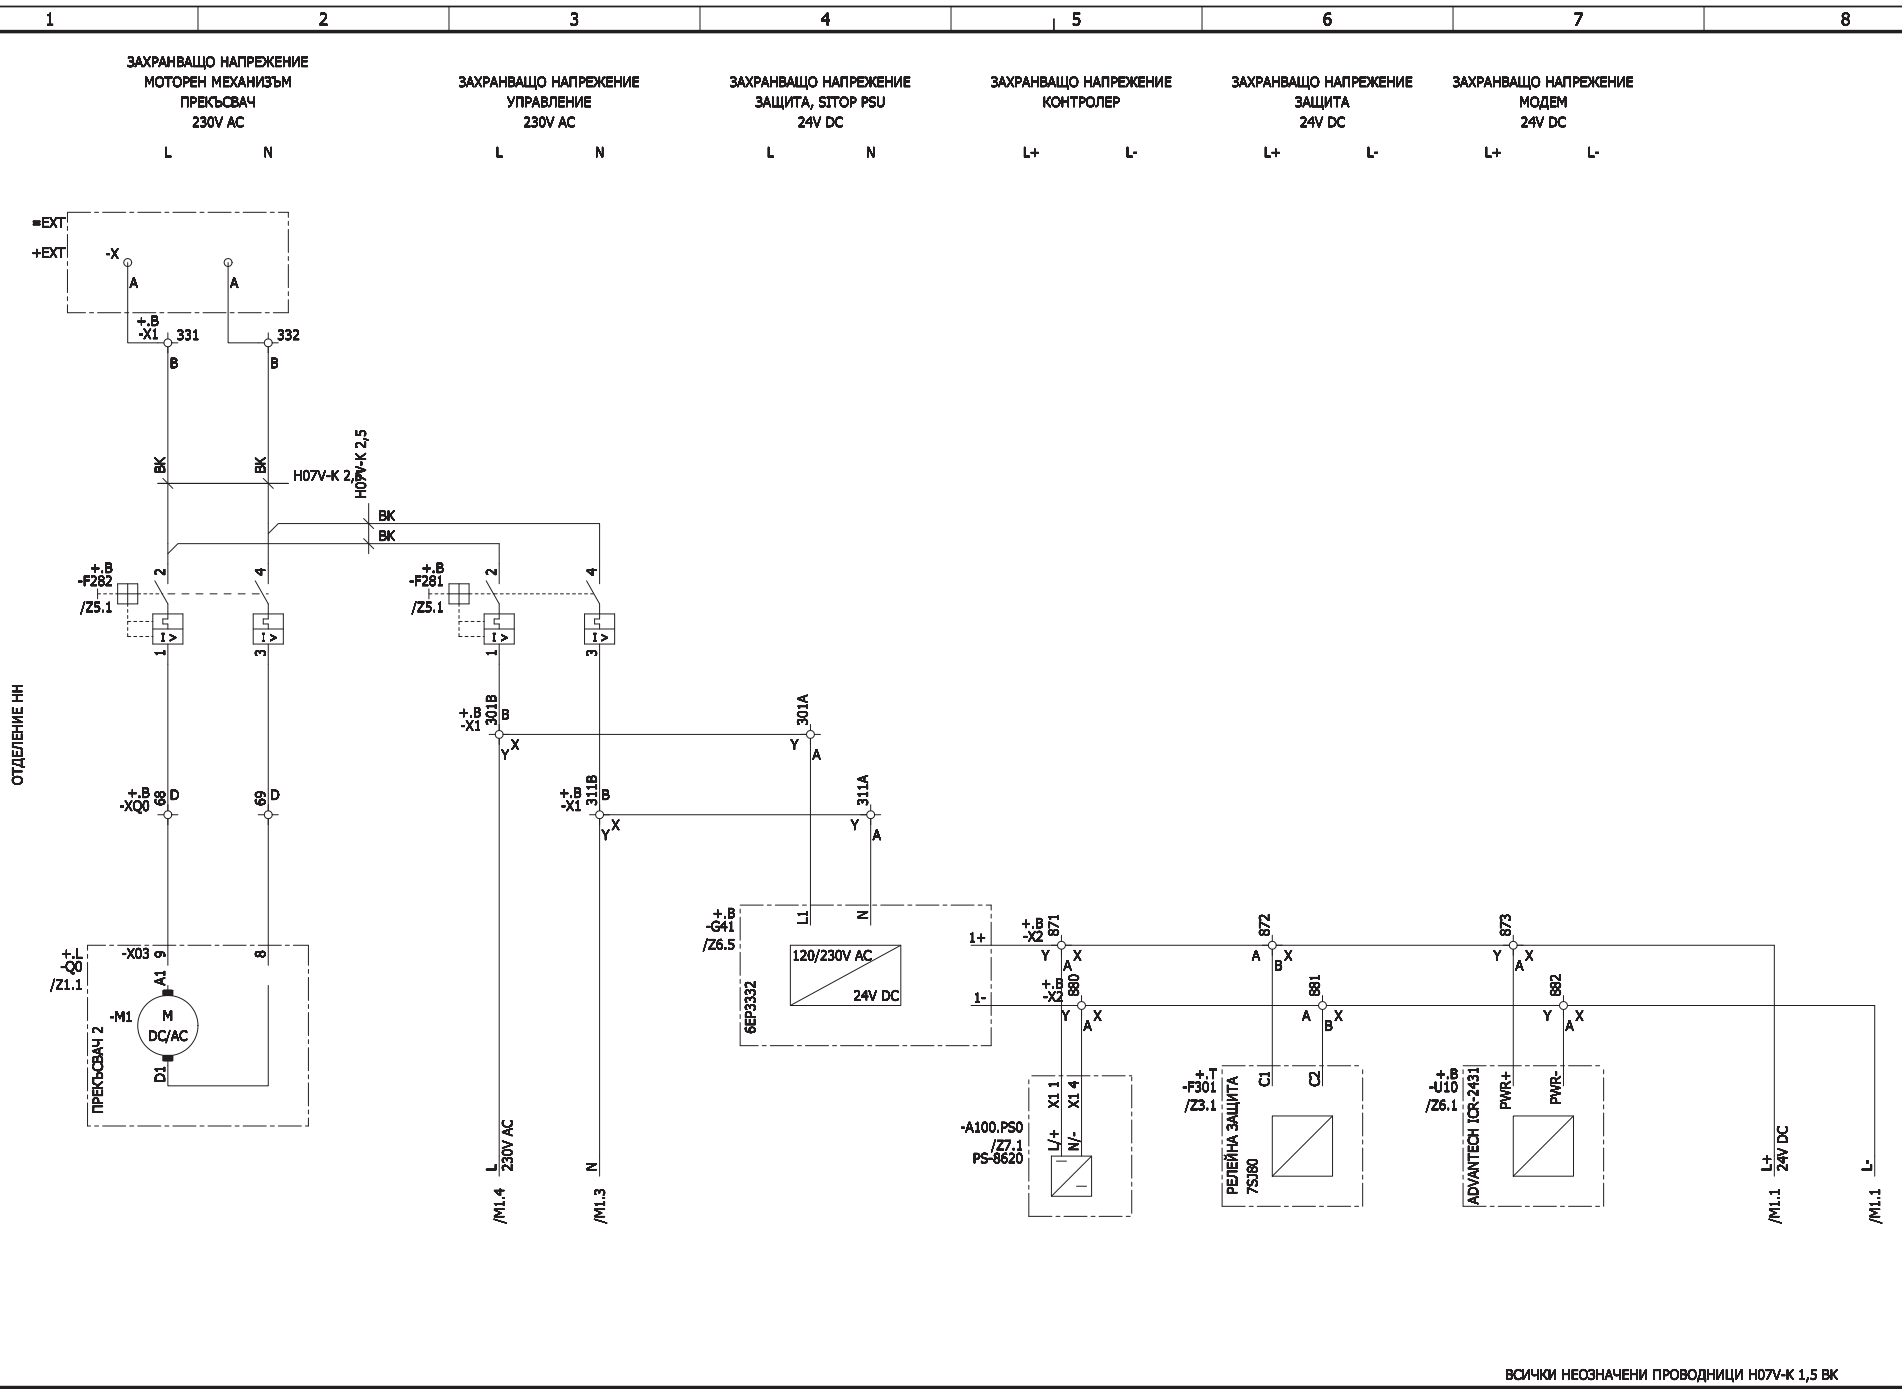 1 2 3 4 5 6 7 8
ЗАХРАНВАЩО НАПРЕЖЕНИЕ
МОТОРЕН МЕХАНИЗЪМ
ПРЕКЪСВАЧ
230V AC
L N
ЗАХРАНВАЩО НАПРЕЖЕНИЕ
УПРАВЛЕНИЕ
230V AC
L N
ЗАХРАНВАЩО НАПРЕЖЕНИЕ
ЗАЩИТА, SITOP PSU
24V DC
L N
ЗАХРАНВАЩО НАПРЕЖЕНИЕ
КОНТРОЛЕР
L+ L-
ЗАХРАНВАЩО НАПРЕЖЕНИЕ
ЗАЩИТА
24V DC
L+ L-
ЗАХРАНВАЩО НАПРЕЖЕНИЕ
МОДЕМ
24V DC
L+ L-
=EXT
+EXT
-X
A A
+.B
-X1 331 332
B B
BK BK
H07V-K 2,
H07V-K 2,5
BK
BK
+.B
-F282
/Z5.1
2 4
I > I >
1 3
+.B
-F281
/Z5.1
2 4
I > I >
1 3
ОТДЕЛЕНИЕ НН
+.B
-X1
301B B
Y X
301A
Y A
+.B
-X1
311B B
Y X
311A
Y A
+.B
-XQ0
68 D 69 D
+.L
-Q0
/Z1.1
-X03 9 8
A1
-M1
M
DC/AC
D1
ПРЕКЪСВАЧ 2
L
230V AC
/M1.4
N
/M1.3
+.B
-G41
/Z6.5
L1 N
120/230V AC
24V DC
6EP3332
1+
1-
+.B
-X2
871
Y X
A
+.B
-X2
880
Y X
A
872
A X
B
881
A X
B
873
Y X
A
882
Y X
A
-A100.PS0
/Z7.1
PS-8620
X1 1 X1 4
L/+ N/-
+.T
-F301
/Z3.1
C1 C2
РЕЛЕЙНА ЗАЩИТА
7SJ80
+.B
-U10
/Z6.1
PWR+ PWR-
ADVANTECH ICR-2431
L+
24V DC
/M1.1
L-
/M1.1
ВСИЧКИ НЕОЗНАЧЕНИ ПРОВОДНИЦИ H07V-K 1,5 BK